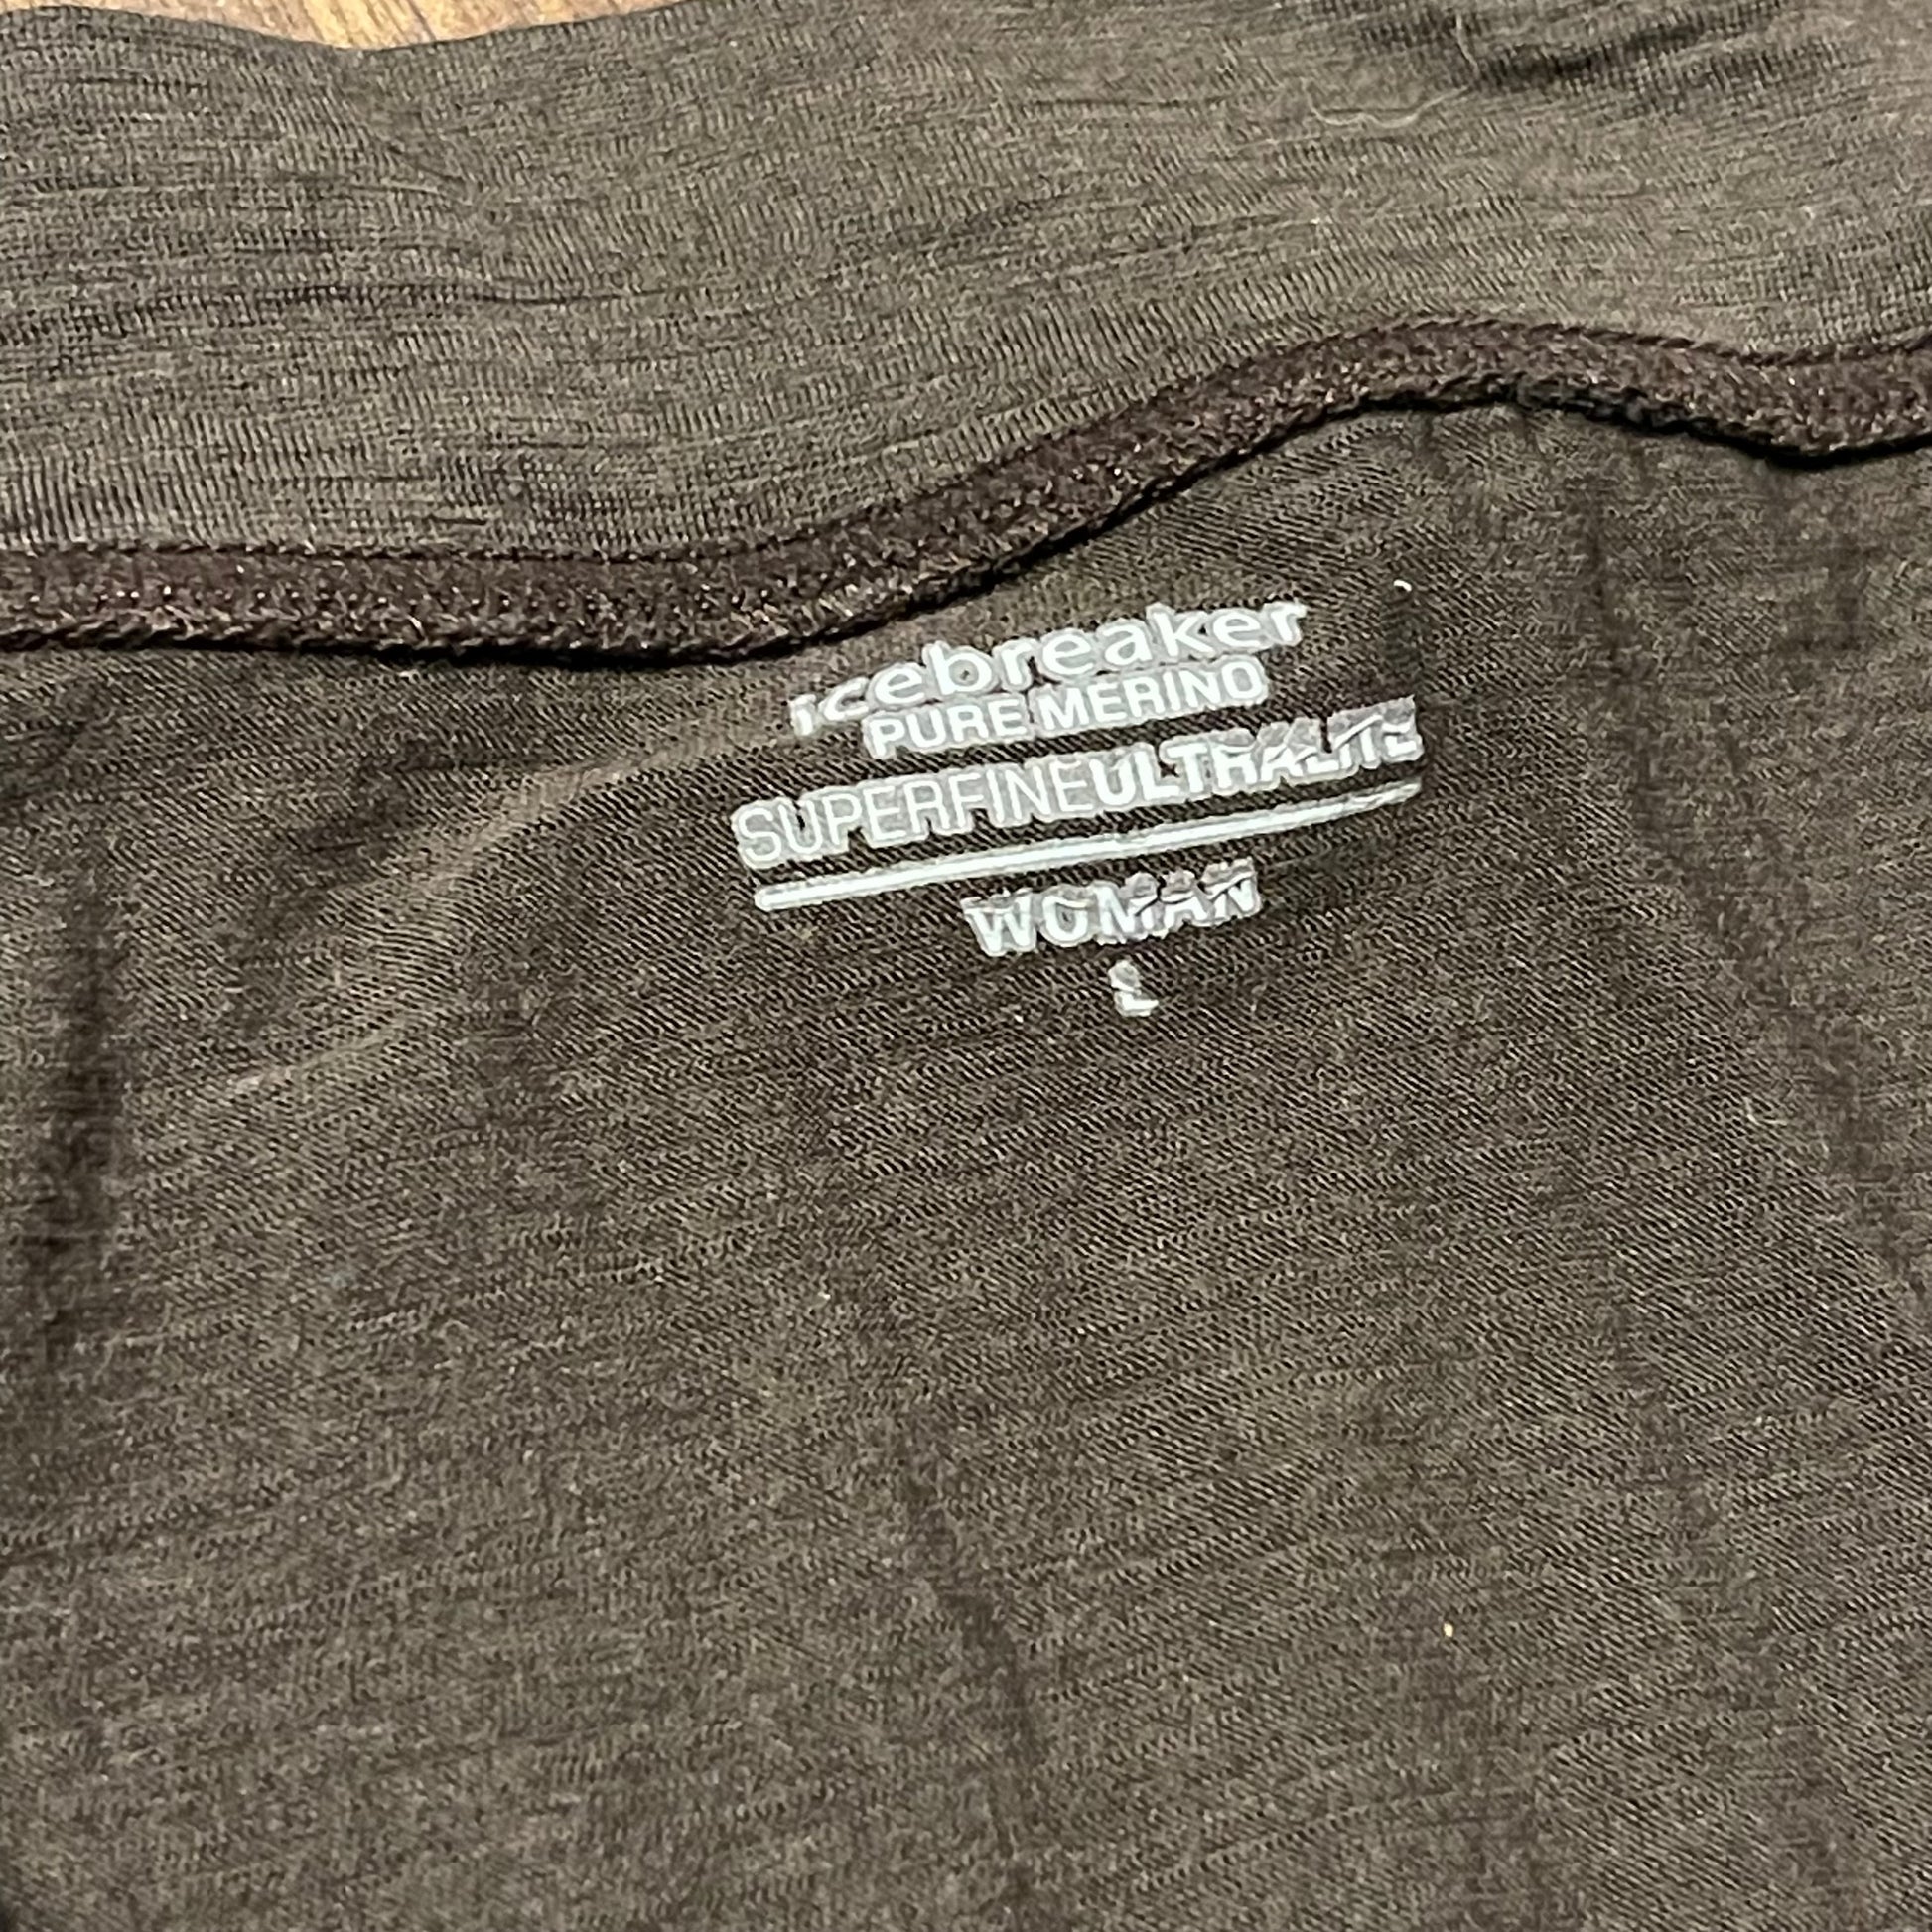 icebreaker
PURE MERINO
SUPERFINEULTRALITE
WOMAN
L